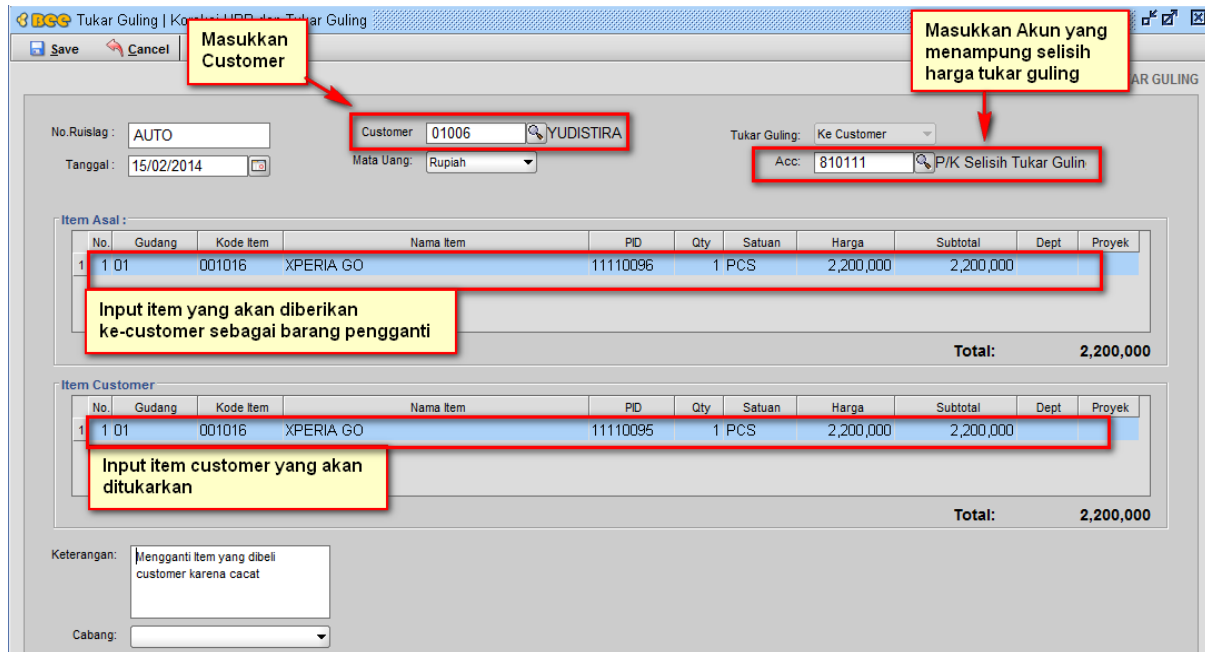 Bee Tukar Guling | Koreksi HPP dan Tukar Guling
Save Cancel
Masukkan
Customer
Masukkan Akun yang
menampung selisih
harga tukar guling
AR GULING
No.Ruislag : AUTO
Customer 01006 YUDISTIRA
Tukar Guling: Ke Customer
Tanggal : 15/02/2014
Mata Uang: Rupiah
Acc: 810111 P/K Selisih Tukar Gulin
Item Asal :
No. Gudang Kode Item Nama Item PID Qty Satuan Harga Subtotal Dept Proyek
1 1 01 001016 XPERIA GO 11110096 1 PCS 2,200,000 2,200,000
Input item yang akan diberikan
ke-customer sebagai barang pengganti
Total: 2,200,000
Item Customer
No. Gudang Kode Item Nama Item PID Qty Satuan Harga Subtotal Dept Proyek
1 1 01 001016 XPERIA GO 11110095 1 PCS 2,200,000 2,200,000
Input item customer yang akan
ditukarkan
Total: 2,200,000
Keterangan: Mengganti Item yang dibeli
customer karena cacat
Cabang: